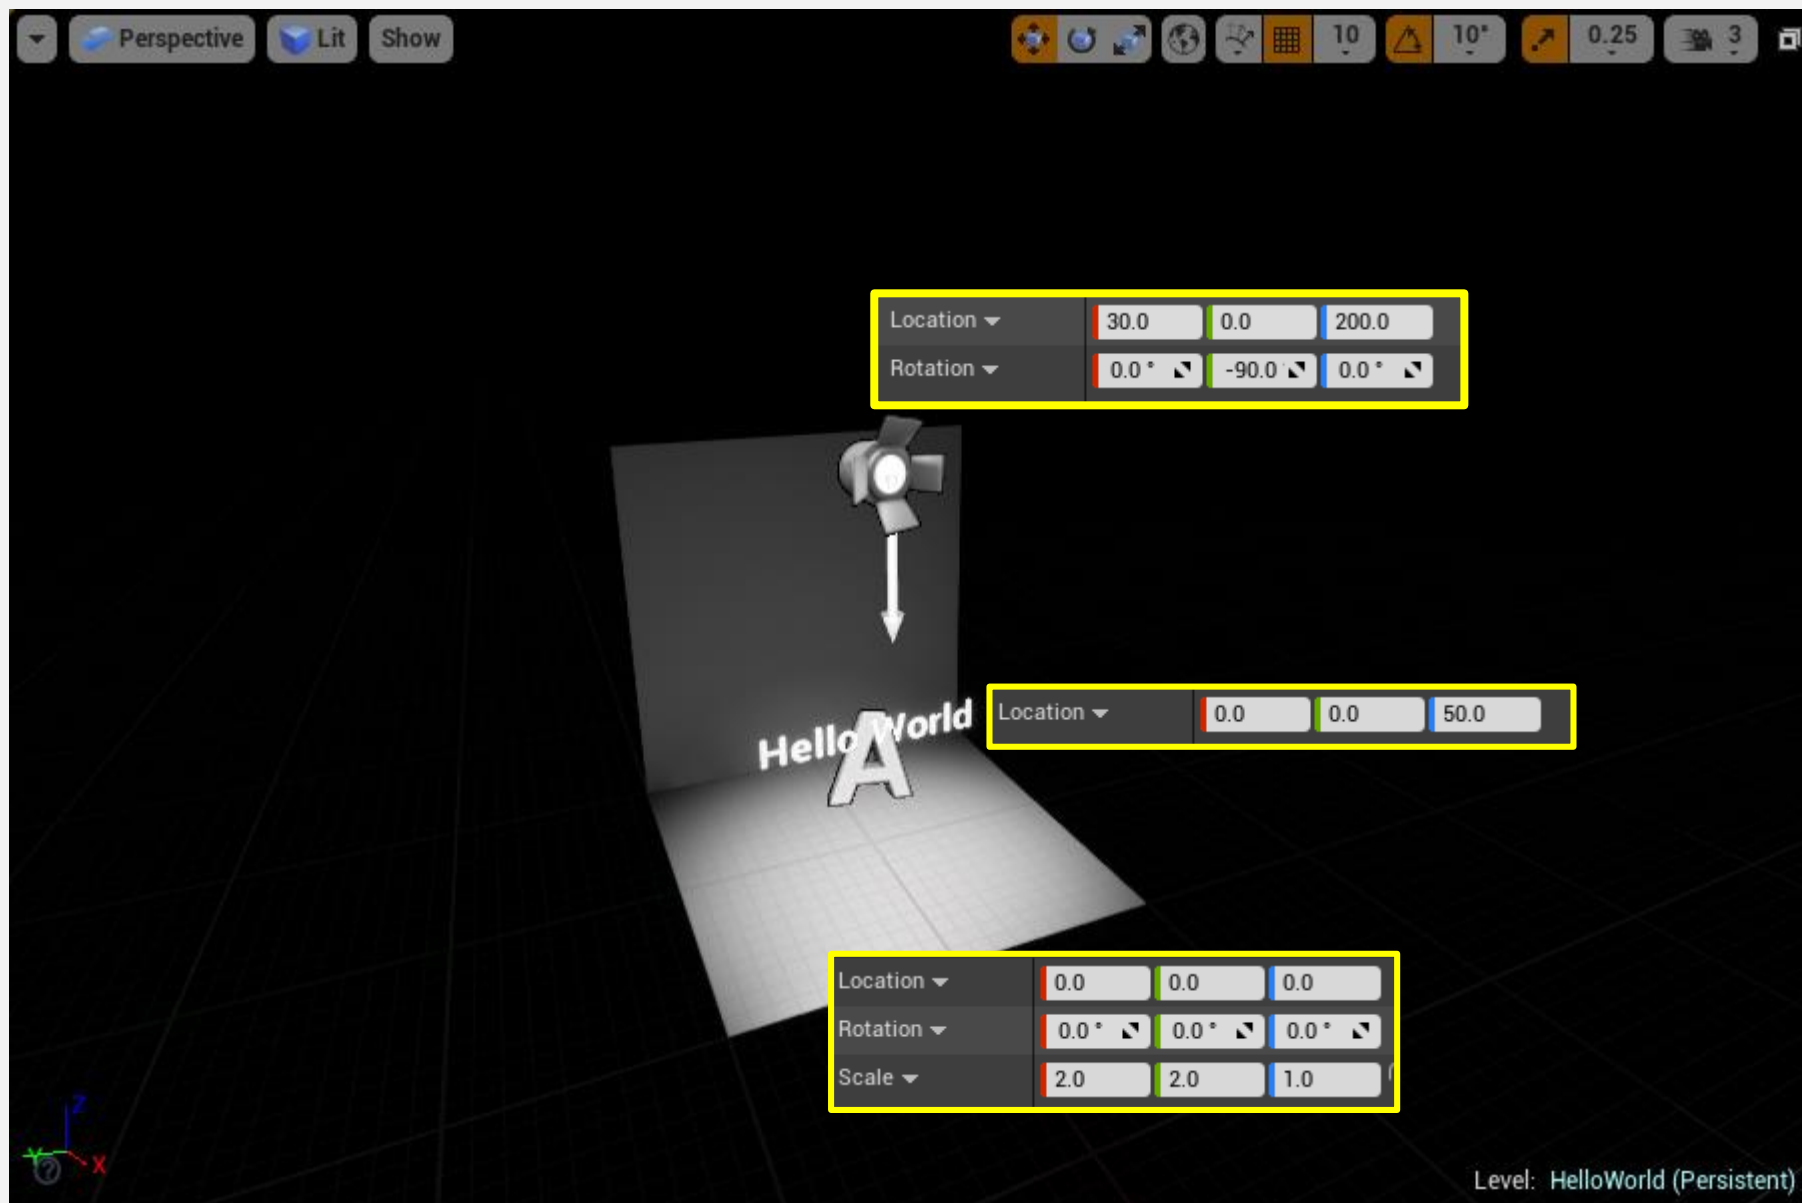 Perspective Lit Show 10 10° 0.25 3
Location 30.0 0.0 200.0
Rotation 0.0° -90.0° 0.0°
Hello World
A
Location 0.0 0.0 50.0
Location 0.0 0.0 0.0
Rotation 0.0° 0.0° 0.0°
Scale 2.0 2.0 1.0
Z
Y X
?
Level: HelloWorld (Persistent)